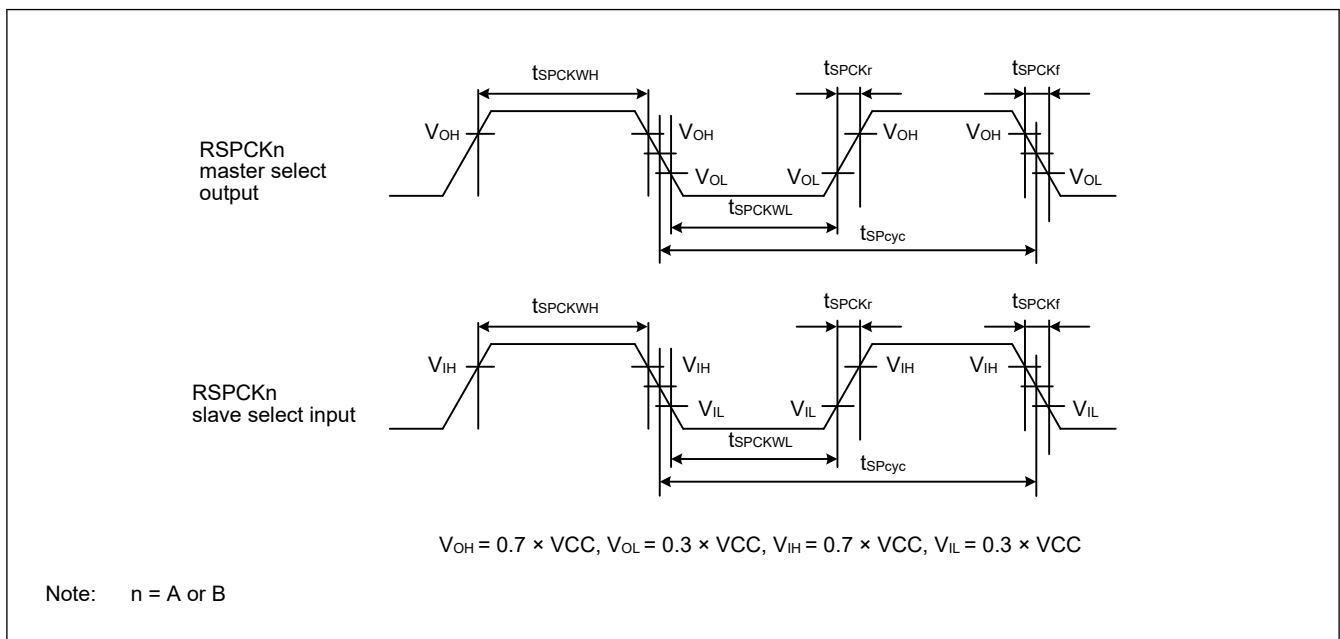 tSPCKWH
tSPCKr
tSPCKf
VOH
VOH
VOH
VOH
RSPCKn
master select
output
VOL
VOL
VOL
tSPCKWL
tSPcyc
tSPCKWH
tSPCKr
tSPCKf
VIH
VIH
VIH
VIH
RSPCKn
slave select input
VIL
VIL
VIL
tSPCKWL
tSPcyc
VOH = 0.7 × VCC, VOL = 0.3 × VCC, VIH = 0.7 × VCC, VIL = 0.3 × VCC
Note: n = A or B